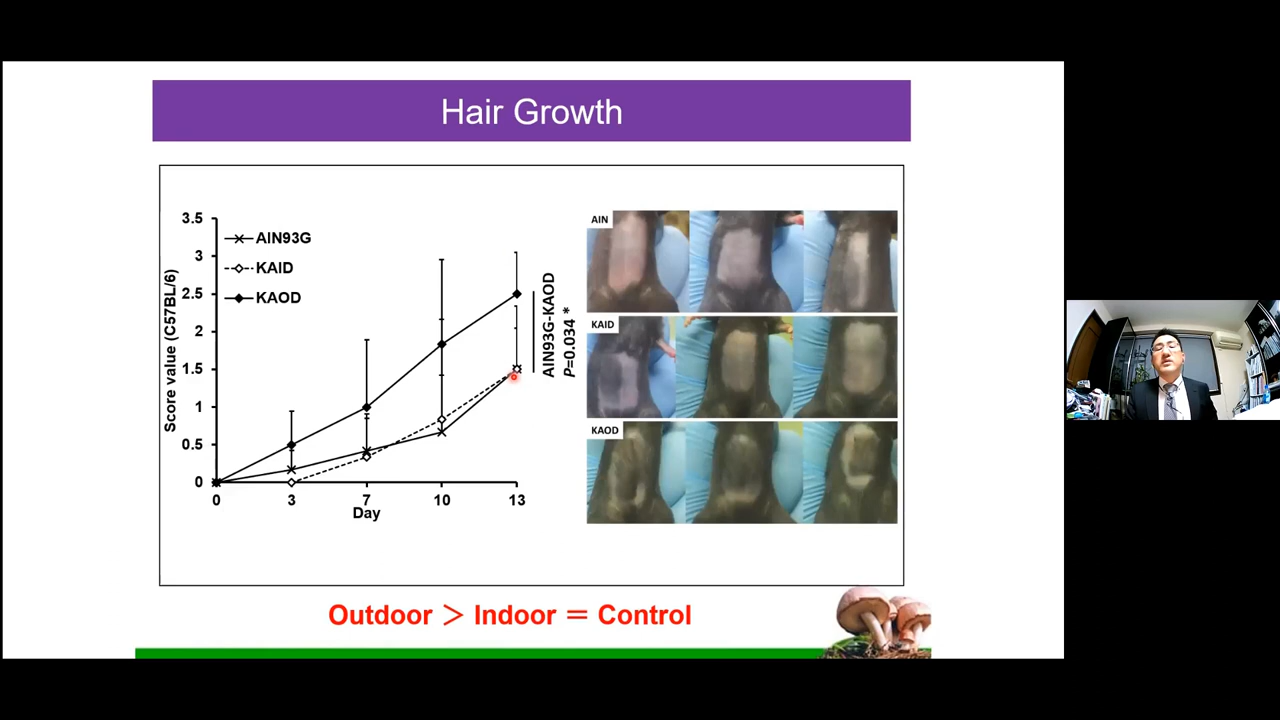 Hair Growth
3.5
3
2.5
2
1.5
1
0.5
0
Score value (C57BL/6)
AIN93G
KAID
KAOD
0 3 7 10 13
Day
AIN93G-KAOD
P=0.034 *
AIN
KAID
KAOD
Outdoor ＞ Indoor ＝ Control